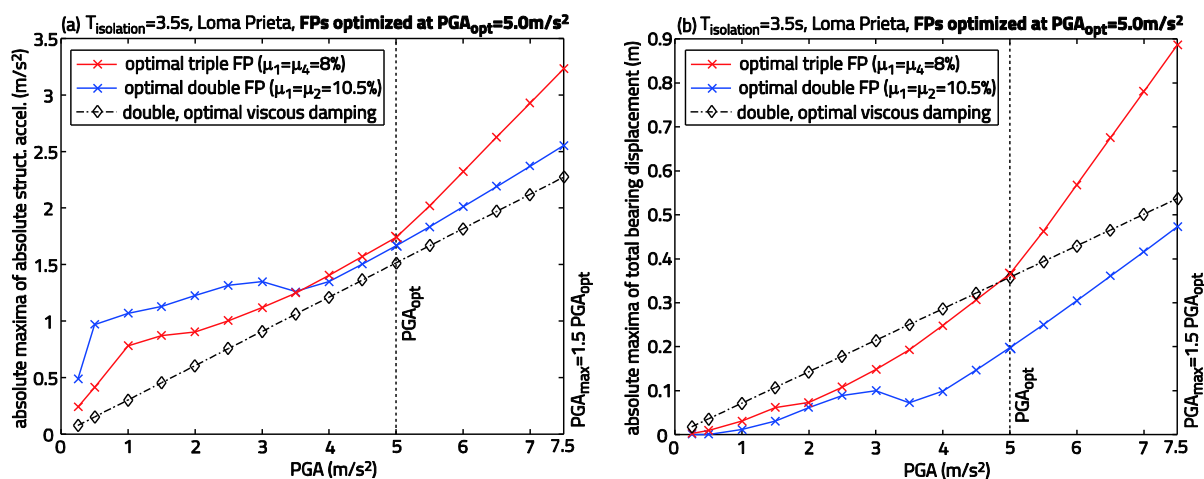 (a) T_isolation=3.5s, Loma Prieta, FPs optimized at PGA_opt=5.0m/s²
absolute maxima of absolute struct. accel. (m/s²)
3.5
3
2.5
2
1.5
1
0.5
0
optimal triple FP (μ₁=μ₄=8%)
optimal double FP (μ₁=μ₂=10.5%)
double, optimal viscous damping
PGA_opt
PGA_max=1.5 PGA_opt
0 1 2 3 4 5 6 7 7.5
PGA (m/s²)
(b) T_isolation=3.5s, Loma Prieta, FPs optimized at PGA_opt=5.0m/s²
absolute maxima of total bearing displacement (m)
0.9
0.8
0.7
0.6
0.5
0.4
0.3
0.2
0.1
0
optimal triple FP (μ₁=μ₄=8%)
optimal double FP (μ₁=μ₂=10.5%)
double, optimal viscous damping
PGA_opt
PGA_max=1.5 PGA_opt
0 1 2 3 4 5 6 7 7.5
PGA (m/s²)